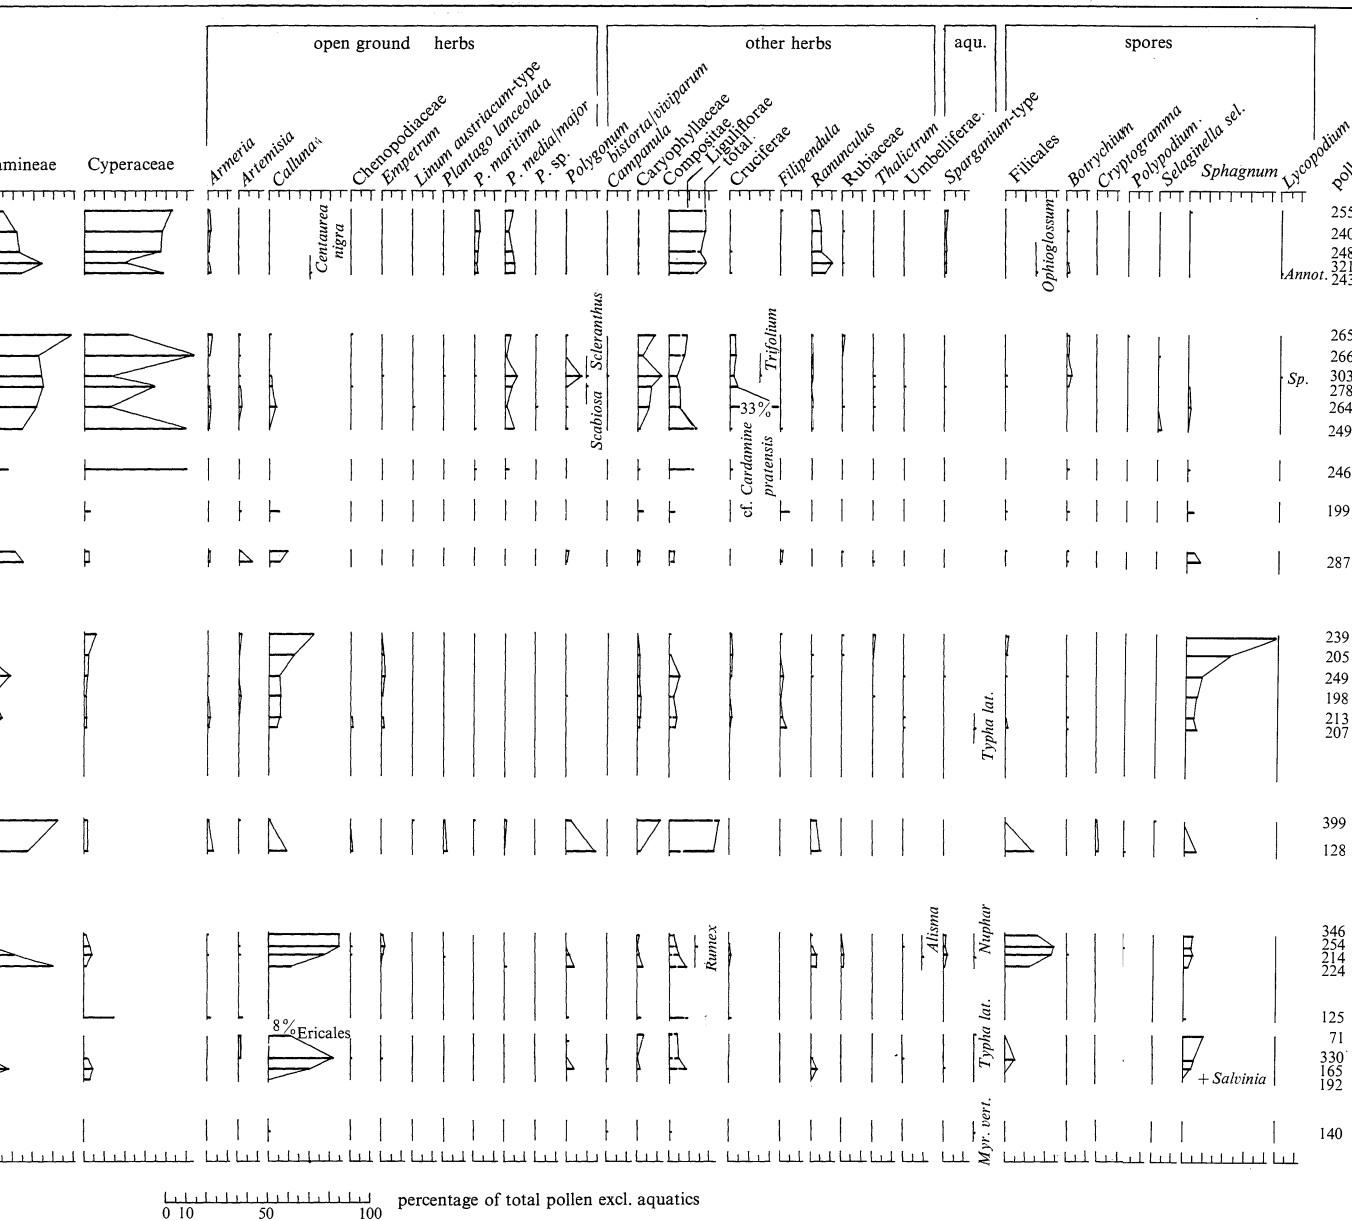 open ground herbs
other herbs
aqu.
spores
mineae
Cyperaceae
Armeria
Artemisia
Calluna
Chenopodiaceae
Empetrum
Linum austriacum-type
Plantago lanceolata
P. maritima
P. media/major
P. sp.
Polygonum
bistorta/viviparum
Campanula
Caryophyllaceae
Compositae
Liguliflorae
total.
Cruciferae
Filipendula
Ranunculus
Rubiaceae
Thalictrum
Umbelliferae.
Sparganium-type
Filicales
Botrychium
Cryptogramma
Polypodium.
Selaginella sel.
Sphagnum
Lycopodium
poll
Centaurea
nigra
Ophioglossum
Annot.
255
240
248
321
243
Scleranthus
Scabiosa
Trifolium
33%
cf. Cardamine
pratensis
Sp.
265
266
303
278
264
249
246
199
287
Typha lat.
239
205
249
198
213
207
399
128
Rumex
Alisma
Nuphar
346
254
214
224
125
8% Ericales
Typha lat.
+ Salvinia
71
330
165
192
Myr. vert.
140
0 10 50 100
percentage of total pollen excl. aquatics